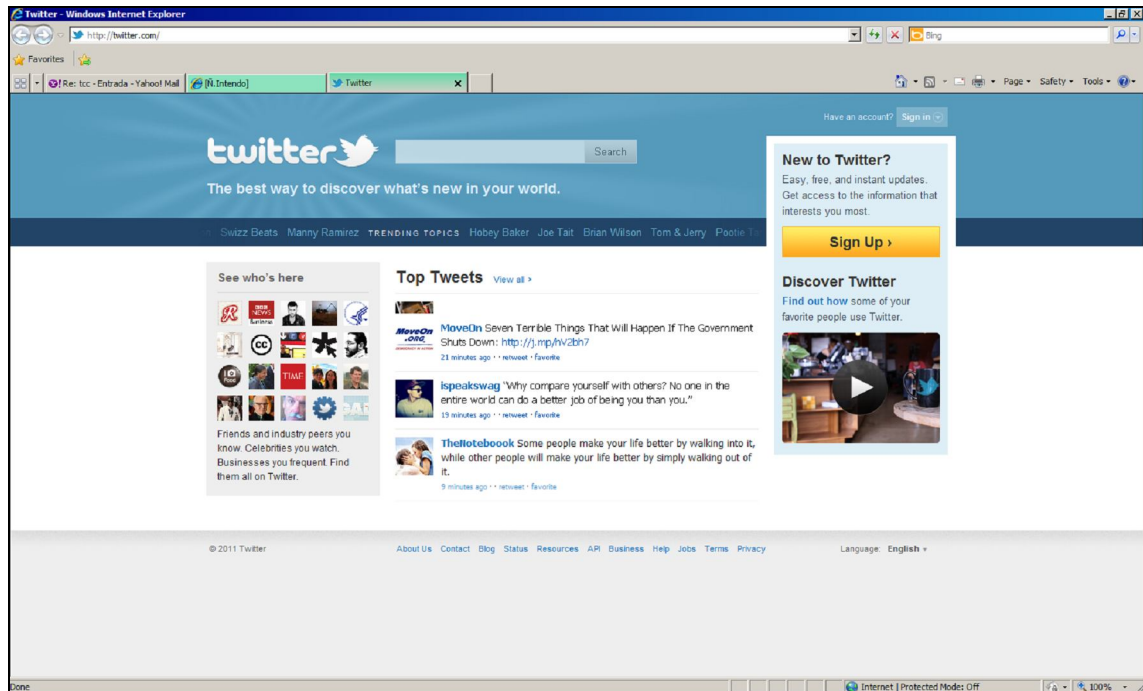 Twitter - Windows Internet Explorer
http://twitter.com/
Bing
Favorites
Re: tcc - Entrada - Yahoo! Mail
[Ñ.Intendo]
Twitter
Page
Safety
Tools
Have an account? Sign in
twitter
Search
The best way to discover what's new in your world.
Swizz Beats Manny Ramirez TRENDING TOPICS Hobey Baker Joe Tait Brian Wilson Tom & Jerry Pootie
New to Twitter?
Easy, free, and instant updates.
Get access to the information that
interests you most.
Sign Up ›
Discover Twitter
Find out how some of your
favorite people use Twitter.
See who's here
BBC
NEWS
cc
10
Food
TIME
Friends and industry peers you
know. Celebrities you watch.
Businesses you frequent. Find
them all on Twitter.
Top Tweets View all ›
MoveOn
.ORG
MoveOn Seven Terrible Things That Will Happen If The Government
Shuts Down: http://j.mp/hV2bh7
21 minutes ago · · retweet · favorite
ispeakswag "Why compare yourself with others? No one in the
entire world can do a better job of being you than you."
19 minutes ago · · retweet · favorite
TheNoteboook Some people make your life better by walking into it,
while other people will make your life better by simply walking out of
it.
9 minutes ago · · retweet · favorite
© 2011 Twitter
About Us Contact Blog Status Resources API Business Help Jobs Terms Privacy
Language: English
Done
Internet | Protected Mode: Off
100%